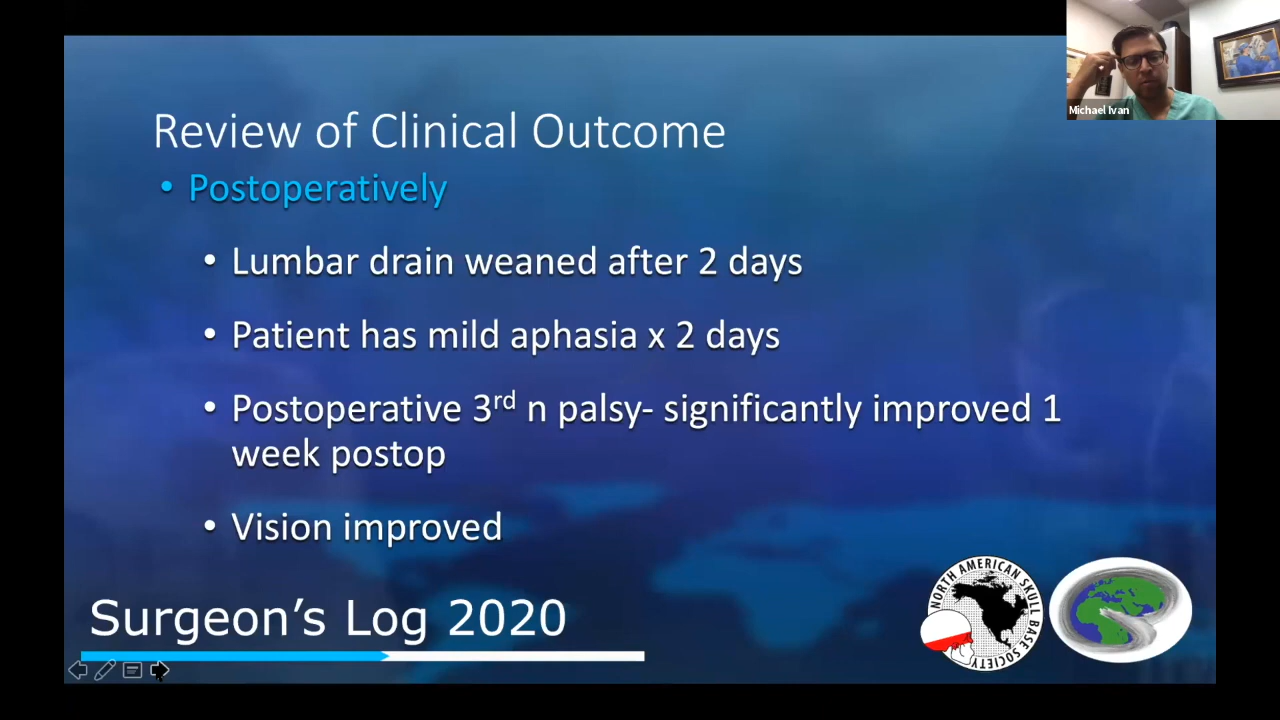 Michael Ivan
Review of Clinical Outcome
• Postoperatively
• Lumbar drain weaned after 2 days
• Patient has mild aphasia x 2 days
• Postoperative 3rd n palsy- significantly improved 1
week postop
• Vision improved
Surgeon’s Log 2020
NORTH AMERICAN SKULL BASE SOCIETY